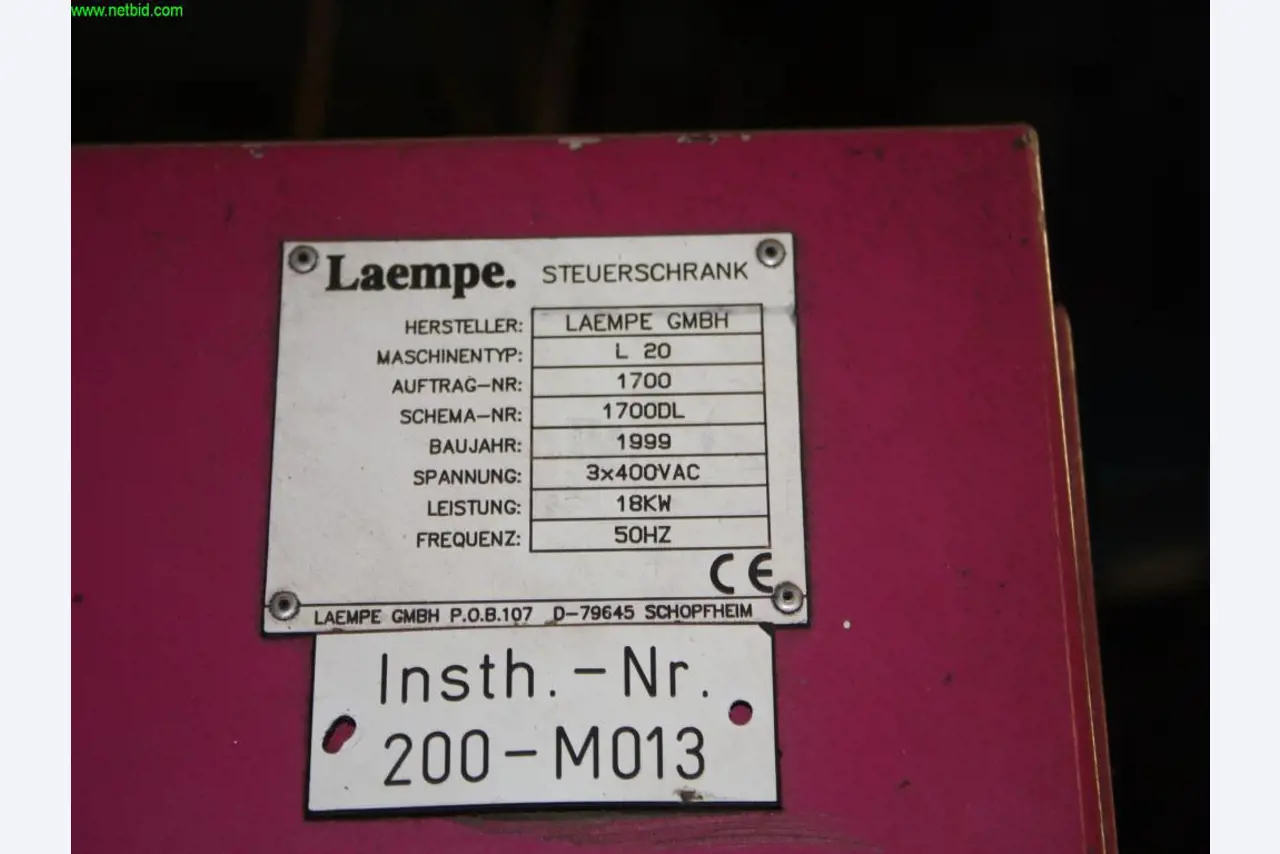 www.netbid.com
Laempe. STEUERSCHRANK
HERSTELLER: LAEMPE GMBH
MASCHINENTYP: L 20
AUFTRAG-NR: 1700
SCHEMA-NR: 1700DL
BAUJAHR: 1999
SPANNUNG: 3x400VAC
LEISTUNG: 18KW
FREQUENZ: 50HZ
CE
LAEMPE GMBH P.O.B.107 D-79645 SCHOPFHEIM
Insth.-Nr.
200-M013